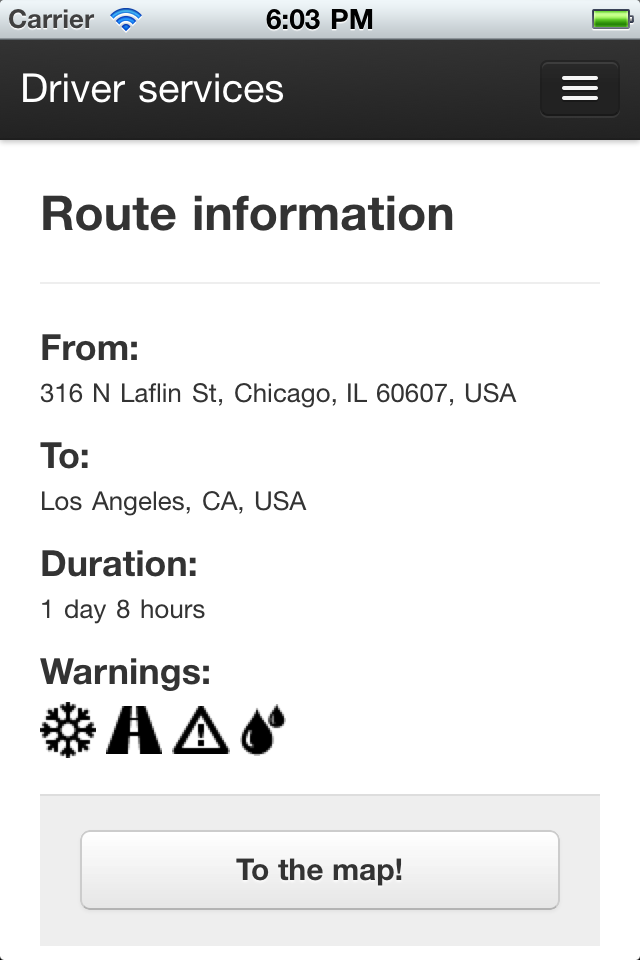 Carrier 6:03 PM
Driver services
Route information
From:
316 N Laflin St, Chicago, IL 60607, USA
To:
Los Angeles, CA, USA
Duration:
1 day 8 hours
Warnings:
To the map!